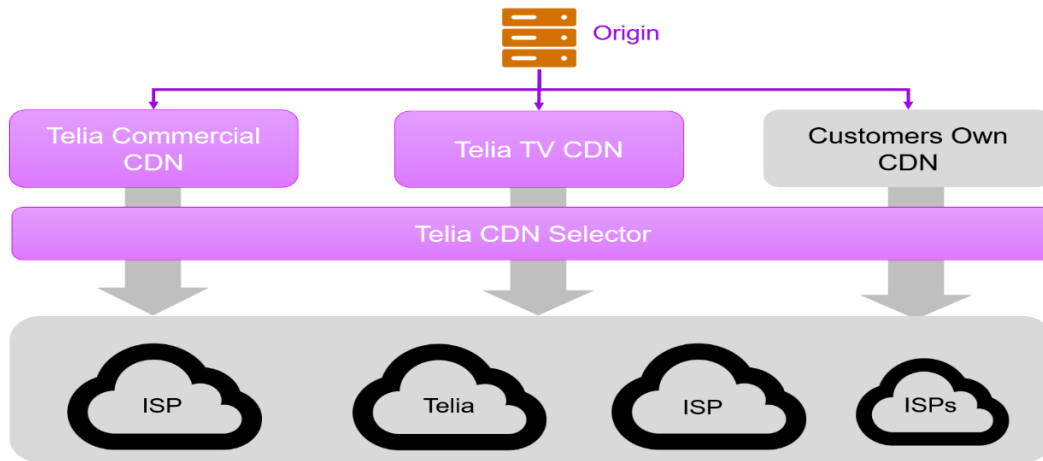 Origin
Telia Commercial
CDN
Telia TV CDN
Customers Own
CDN
Telia CDN Selector
ISP
Telia
ISP
ISPs